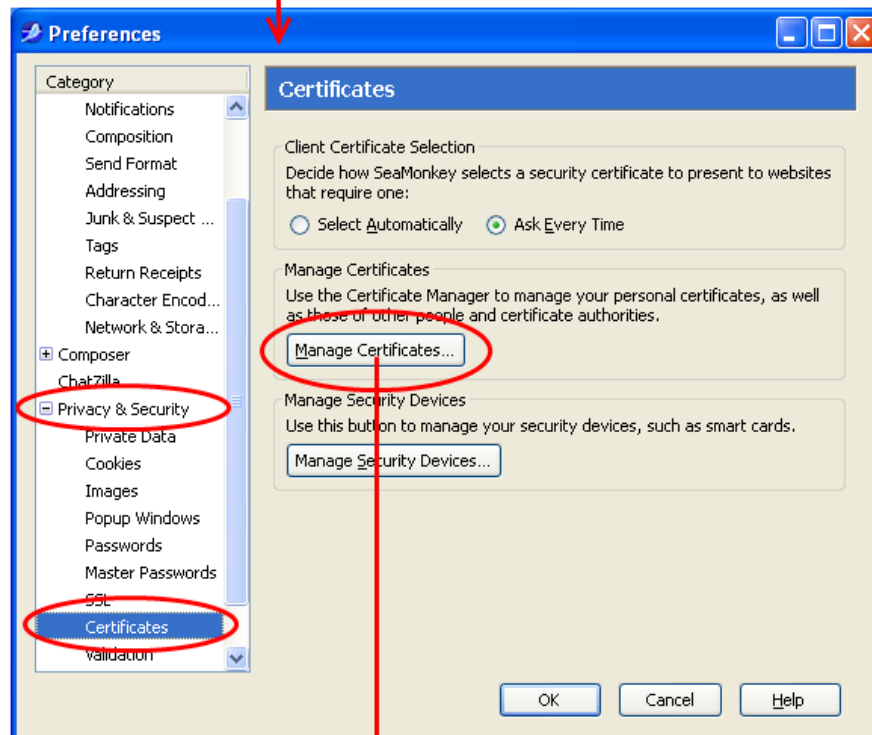 Preferences
Category
Notifications
Composition
Send Format
Addressing
Junk & Suspect ...
Tags
Return Receipts
Character Encod...
Network & Stora...
Composer
ChatZilla
Privacy & Security
Private Data
Cookies
Images
Popup Windows
Passwords
Master Passwords
SSL
Certificates
Validation
Certificates
Client Certificate Selection
Decide how SeaMonkey selects a security certificate to present to websites
that require one:
Select Automatically Ask Every Time
Manage Certificates
Use the Certificate Manager to manage your personal certificates, as well
as those of other people and certificate authorities.
Manage Certificates...
Manage Security Devices
Use this button to manage your security devices, such as smart cards.
Manage Security Devices...
OK Cancel Help